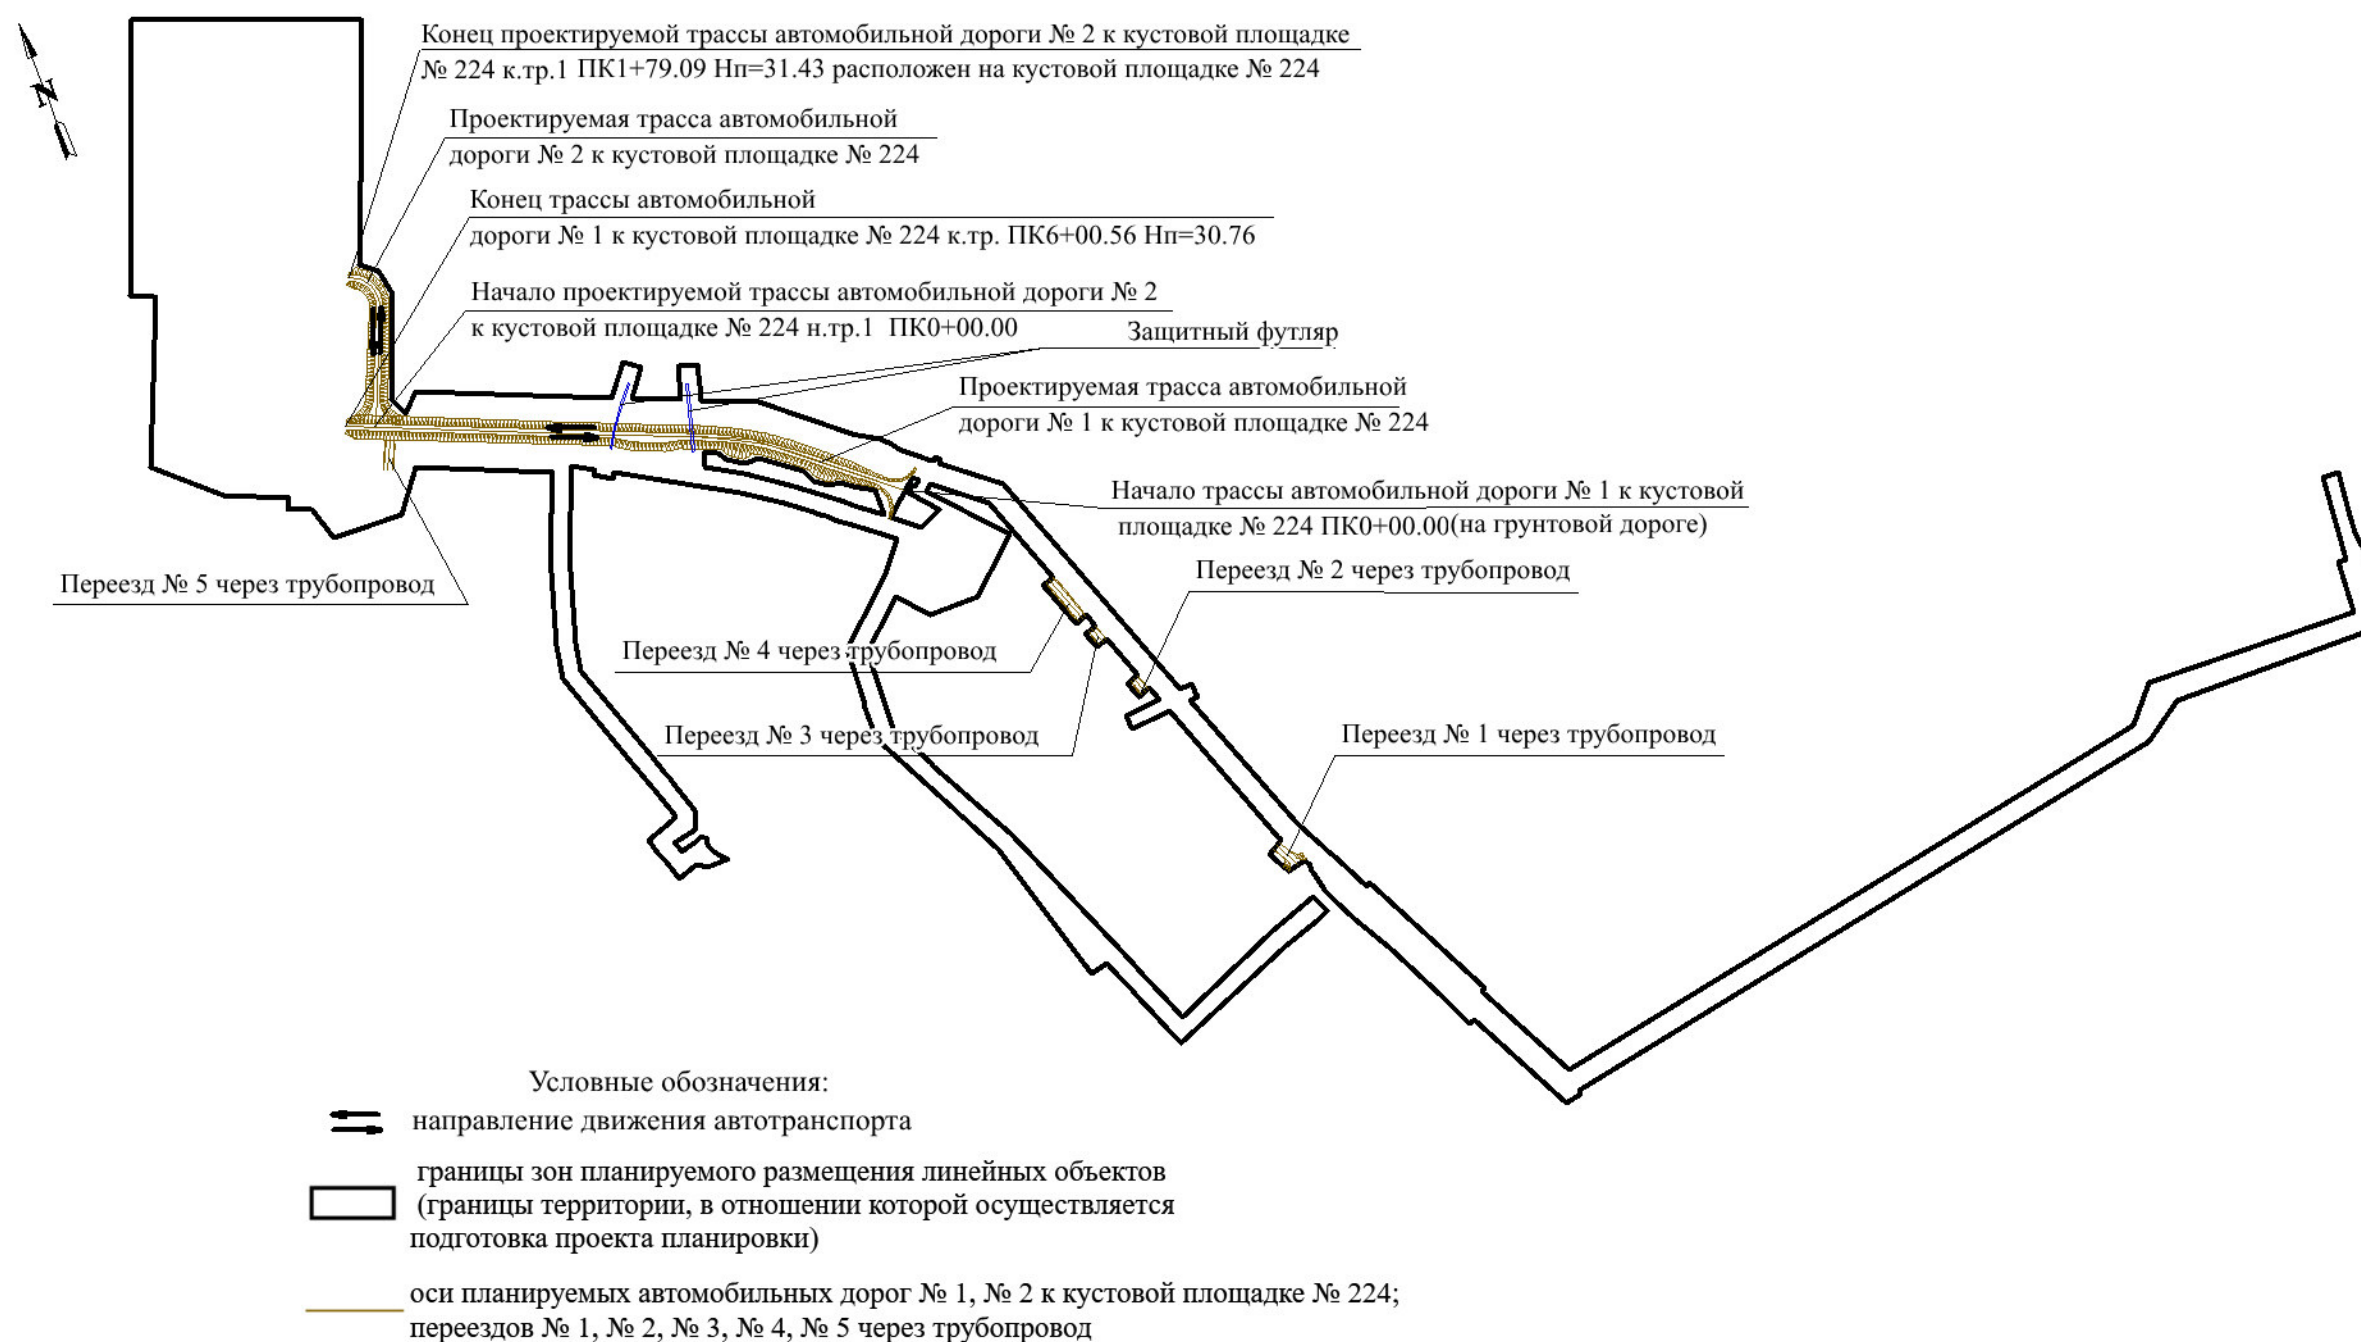 Конец проектируемой трассы автомобильной дороги № 2 к кустовой площадке
№ 224 к.тр.1 ПК1+79.09 Нп=31.43 расположен на кустовой площадке № 224
N
Проектируемая трасса автомобильной
дороги № 2 к кустовой площадке № 224
Конец трассы автомобильной
дороги № 1 к кустовой площадке № 224 к.тр. ПК6+00.56 Нп=30.76
Начало проектируемой трассы автомобильной дороги № 2
к кустовой площадке № 224 н.тр.1 ПК0+00.00
Защитный футляр
Проектируемая трасса автомобильной
дороги № 1 к кустовой площадке № 224
Начало трассы автомобильной дороги № 1 к кустовой
площадке № 224 ПК0+00.00(на грунтовой дороге)
Переезд № 5 через трубопровод
Переезд № 2 через трубопровод
Переезд № 4 через трубопровод
Переезд № 3 через трубопровод
Переезд № 1 через трубопровод
Условные обозначения:
направление движения автотранспорта
границы зон планируемого размещения линейных объектов
(границы территории, в отношении которой осуществляется
подготовка проекта планировки)
оси планируемых автомобильных дорог № 1, № 2 к кустовой площадке № 224;
переездов № 1, № 2, № 3, № 4, № 5 через трубопровод